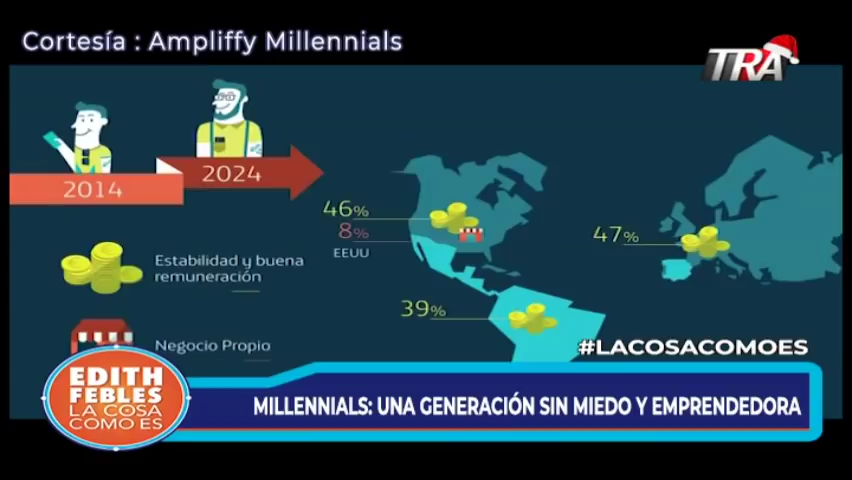 Cortesía : Ampliffy Millennials
TRA
2014
2024
46%
8%
EEUU
47%
39%
Estabilidad y buena
remuneración
Negocio Propio
#LACOSACOMOES
EDITH
FEBLES
LA COSA
COMO ES
MILLENNIALS: UNA GENERACIÓN SIN MIEDO Y EMPRENDEDORA